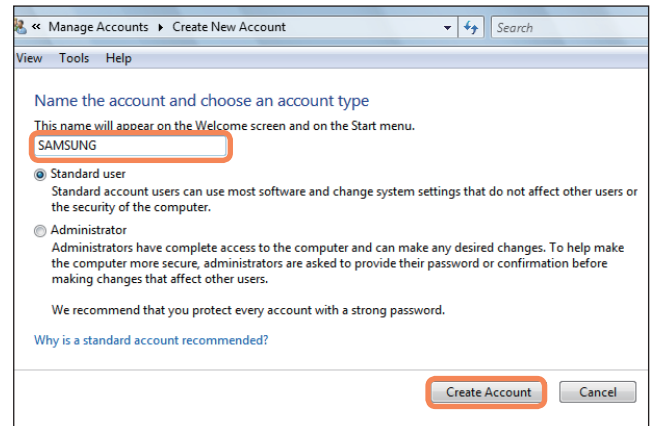 « Manage Accounts ▸ Create New Account Search
View Tools Help
Name the account and choose an account type
This name will appear on the Welcome screen and on the Start menu.
SAMSUNG
Standard user
Standard account users can use most software and change system settings that do not affect other users or
the security of the computer.
Administrator
Administrators have complete access to the computer and can make any desired changes. To help make
the computer more secure, administrators are asked to provide their password or confirmation before
making changes that affect other users.
We recommend that you protect every account with a strong password.
Why is a standard account recommended?
Create Account Cancel